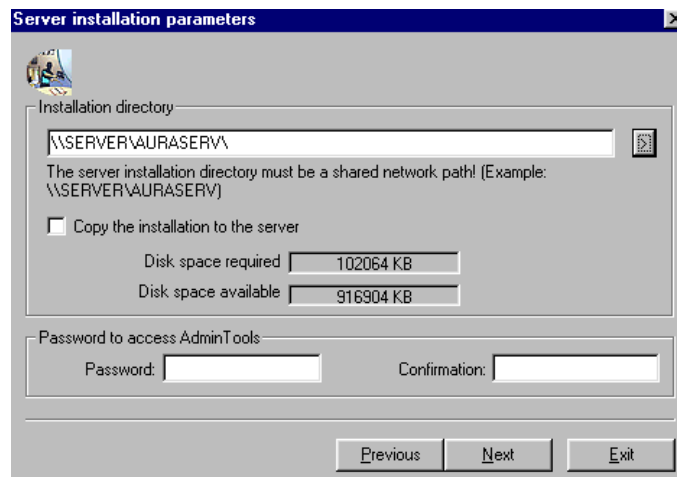 Server installation parameters
Installation directory
\\SERVER\AURASERV\
The server installation directory must be a shared network path! (Example:
\\SERVER\AURASERV)
Copy the installation to the server
Disk space required 102064 KB
Disk space available 916904 KB
Password to access AdminTools
Password: Confirmation:
Previous Next Exit